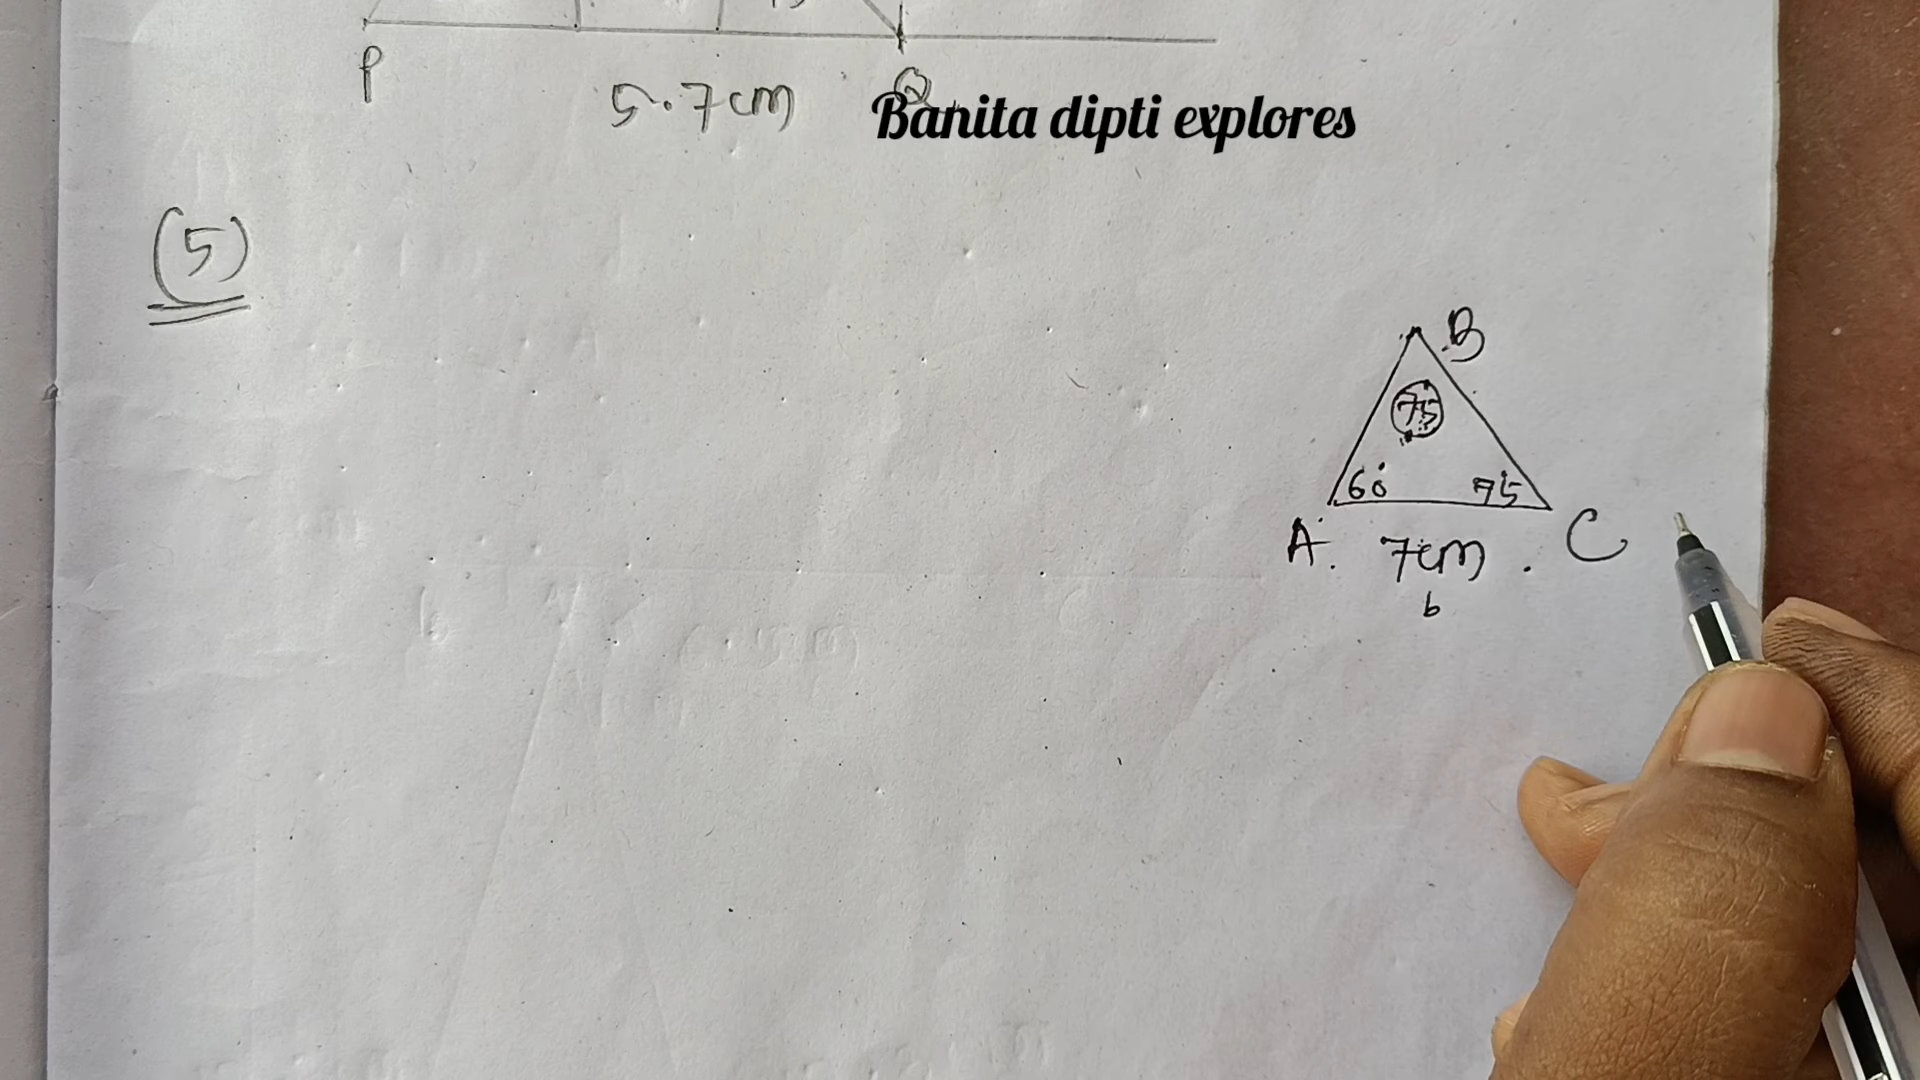 P
5.7cm
Q
Banita dipti explores
(5)
B
75
60°
75
A.
7cm
C
b